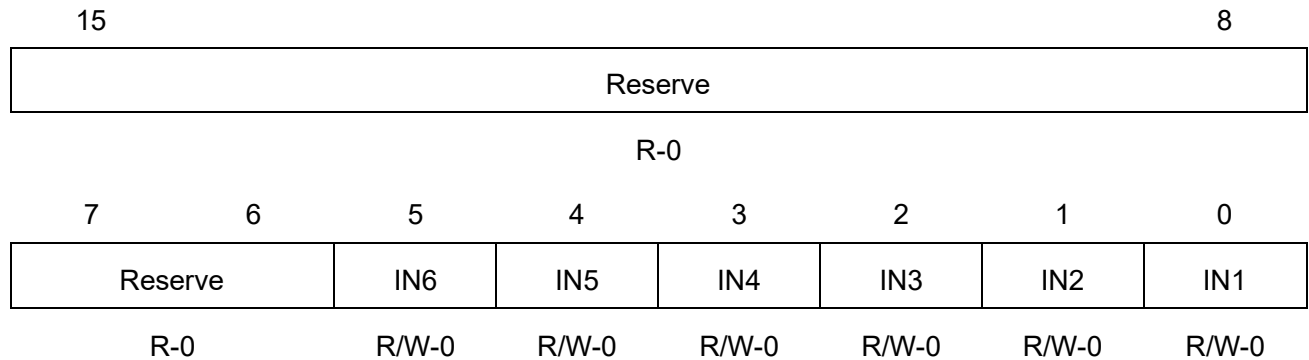 15 8
Reserve
R-0
7 6 5 4 3 2 1 0
Reserve IN6 IN5 IN4 IN3 IN2 IN1
R-0 R/W-0 R/W-0 R/W-0 R/W-0 R/W-0 R/W-0